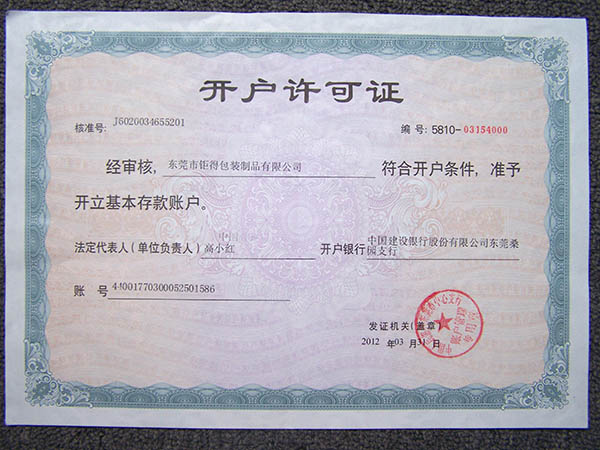 开户许可证
核准号: J6020034655201 编号: 5810-03154000
经审核, 东莞市钜得包装制品有限公司 符合开户条件, 准予
开立基本存款账户。
法定代表人(单位负责人) 高小红 开户银行 中国建设银行股份有限公司东莞桑
园支行
账 号 44001770300052501586
发证机关(盖章)
2012 年 03 月 31 日